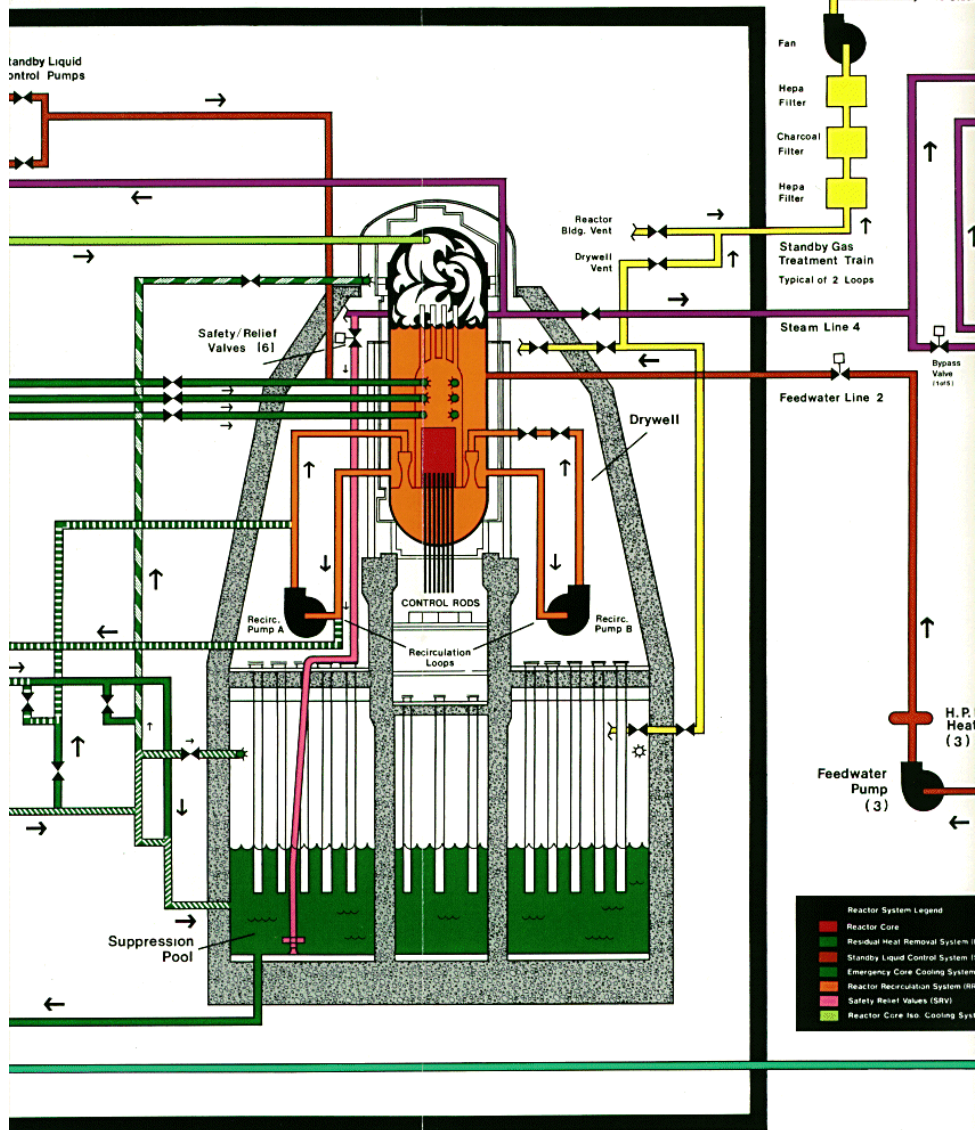 Fan
tandby Liquid
ontrol Pumps
Hepa
Filter
Charcoal
Filter
Hepa
Filter
Reactor
Bldg. Vent
Drywell
Vent
Standby Gas
Treatment Train
Typical of 2 Loops
Safety/Relief
Valves (6)
Steam Line 4
Bypass
Valve
(1 of 5)
Feedwater Line 2
Drywell
CONTROL RODS
Recirc.
Pump A
Recirc.
Pump B
Recirculation
Loops
H.P.
Heat
(3)
Feedwater
Pump
(3)
Suppression
Pool
Reactor System Legend
Reactor Core
Residual Heat Removal System (
Standby Liquid Control System (S
Emergency Core Cooling System
Reactor Recirculation System (RR
Safety Relief Values (SRV)
Reactor Core Iso. Cooling Syst